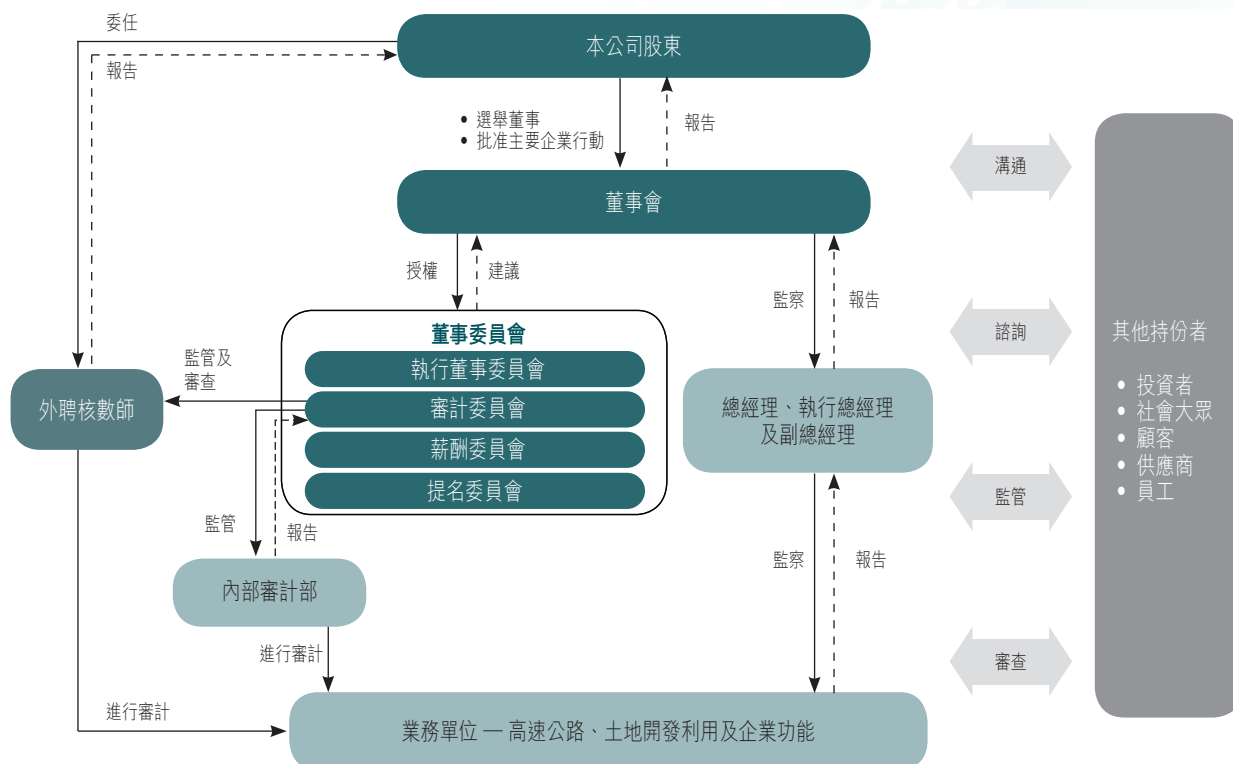 委任
本公司股東
報告
• 選舉董事
• 批准主要企業行動
報告
董事會
溝通
授權
建議
監察
報告
董事委員會
執行董事委員會
審計委員會
薪酬委員會
提名委員會
監管及
審查
外聘核數師
總經理、執行總經理
及副總經理
諮詢
其他持份者
• 投資者
• 社會大眾
• 顧客
• 供應商
• 員工
監管
監管
報告
內部審計部
監察
報告
進行審計
審查
進行審計
業務單位 — 高速公路、土地開發利用及企業功能